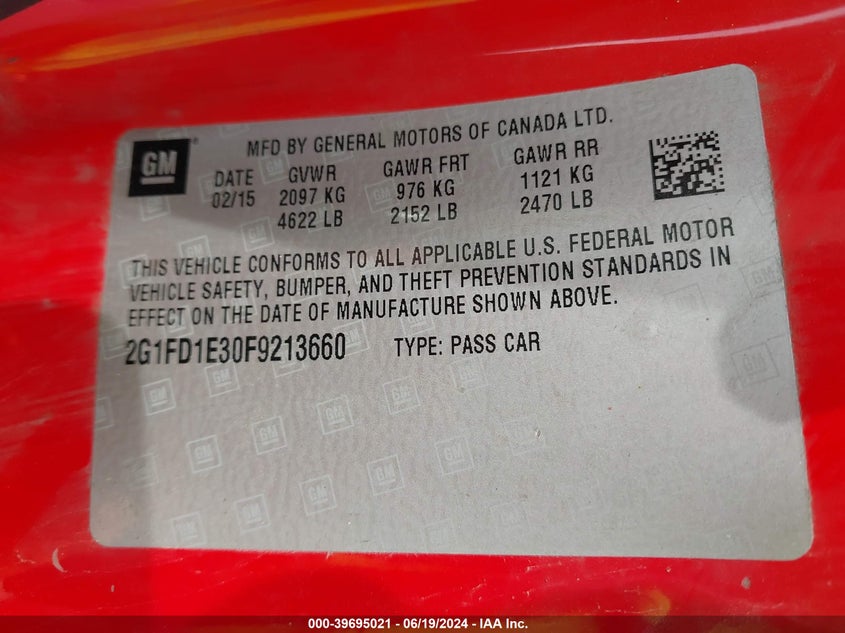 GM
MFD BY GENERAL MOTORS OF CANADA LTD.
DATE GVWR GAWR FRT GAWR RR
02/15 2097 KG 976 KG 1121 KG
4622 LB 2152 LB 2470 LB
THIS VEHICLE CONFORMS TO ALL APPLICABLE U.S. FEDERAL MOTOR
VEHICLE SAFETY, BUMPER, AND THEFT PREVENTION STANDARDS IN
EFFECT ON THE DATE OF MANUFACTURE SHOWN ABOVE.
2G1FD1E30F9213660 TYPE: PASS CAR
000-39695021 - 06/19/2024 - IAA Inc.